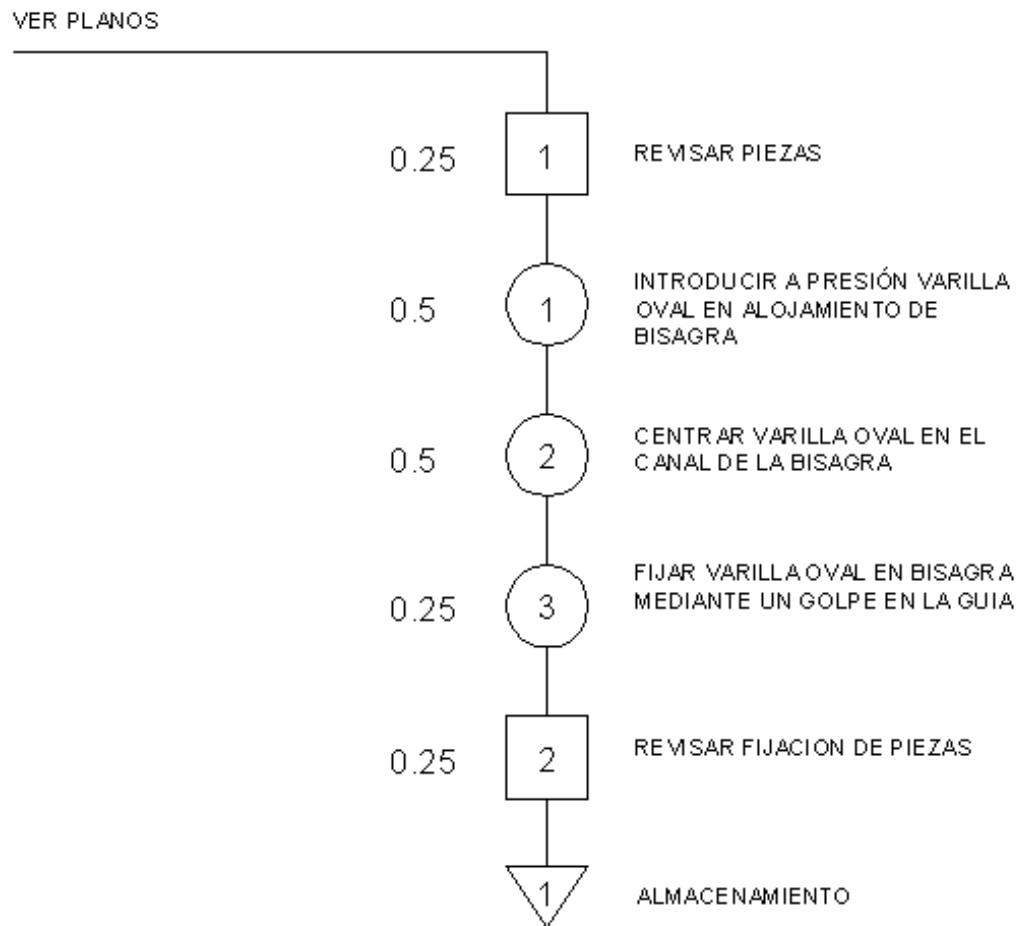 VER PLANOS
0.25 1 REVISAR PIEZAS
INTRODUCIR A PRESIÓN VARILLA
0.5 1 OVAL EN ALOJAMIENTO DE
BISAGRA
0.5 2 CENTRAR VARILLA OVAL EN EL
CANAL DE LA BISAGRA
FIJAR VARILLA OVAL EN BISAGRA
0.25 3 MEDIANTE UN GOLPE EN LA GUIA
0.25 2 REVISAR FIJACION DE PIEZAS
1 ALMACENAMIENTO